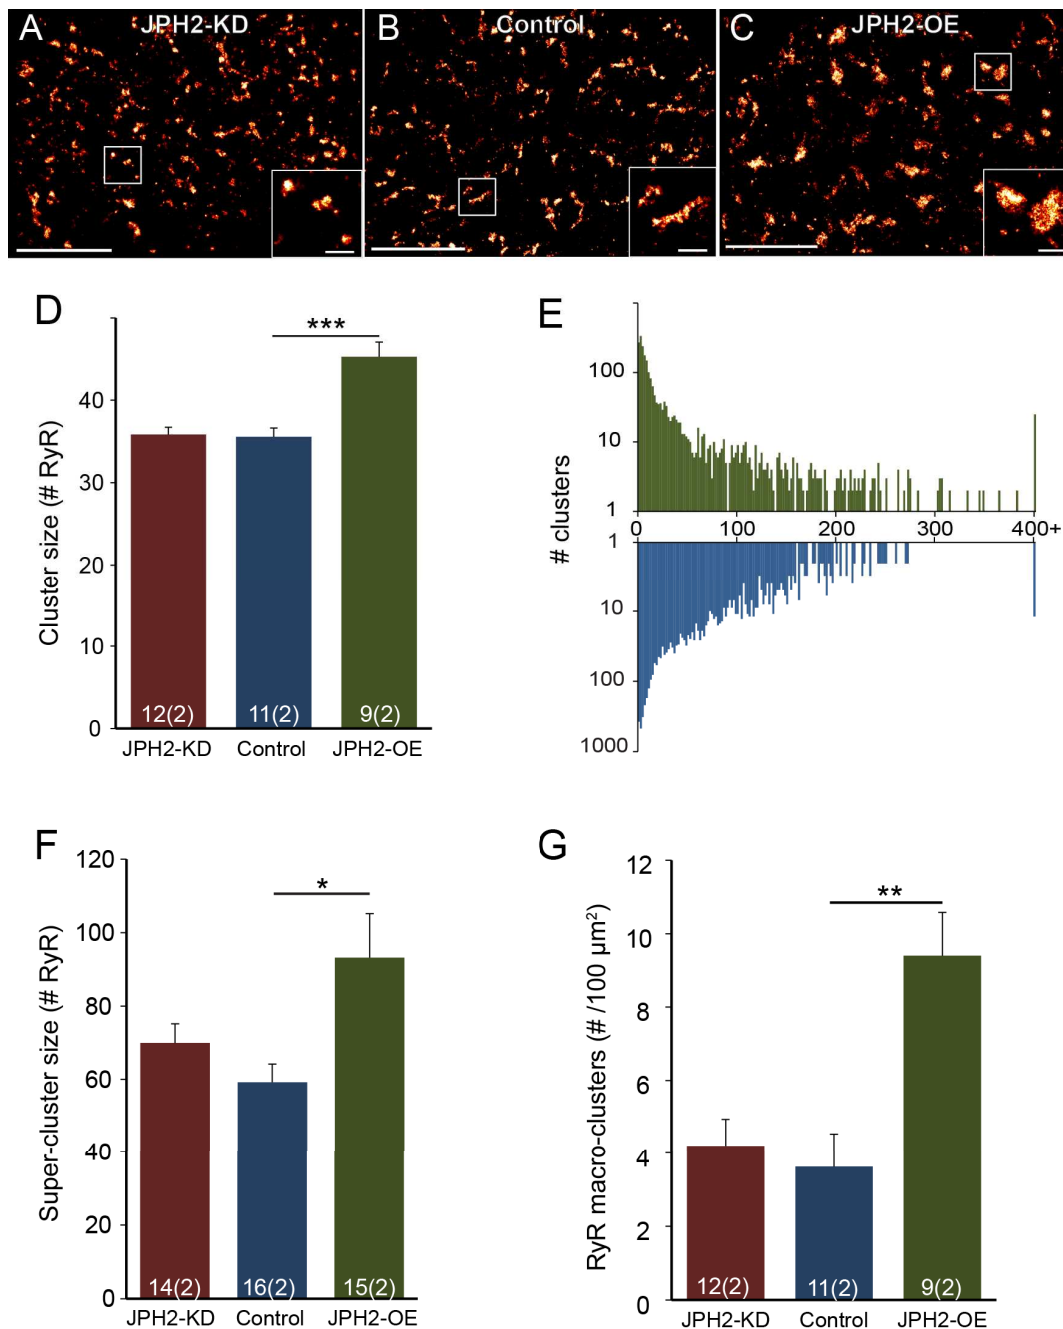 A JPH2-KD
B Control
C JPH2-OE
D
Cluster size (# RyR)
40
30
20
10
0
***
12(2) 11(2) 9(2)
JPH2-KD Control JPH2-OE
E
# clusters
100
10
1
0 100 200 300 400+
1
10
100
1000
F
Super-cluster size (# RyR)
120
100
80
60
40
20
0
*
14(2) 16(2) 15(2)
JPH2-KD Control JPH2-OE
G
RyR macro-clusters (# /100 µm²)
12
10
8
6
4
2
0
**
12(2) 11(2) 9(2)
JPH2-KD Control JPH2-OE